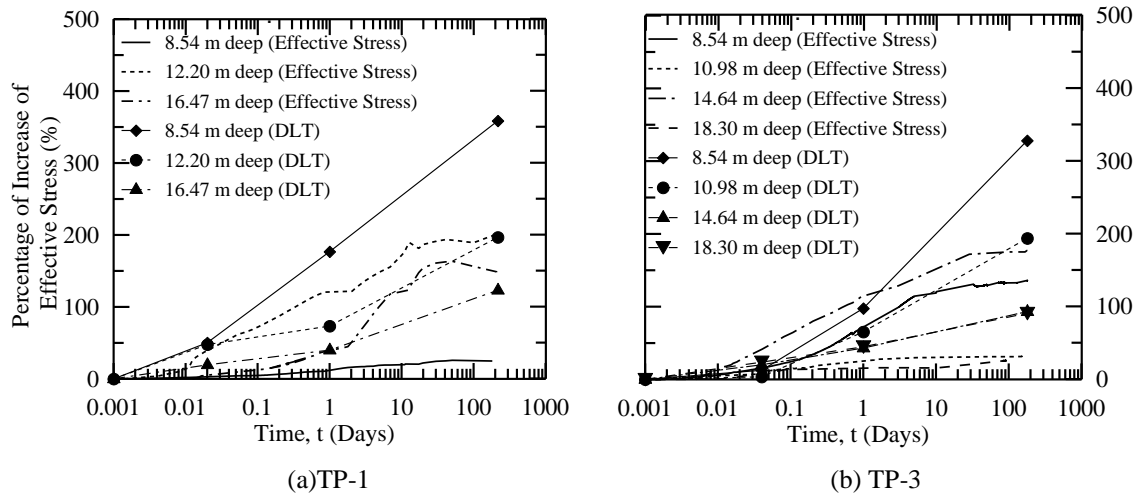 500
400
300
200
100
0
0.001 0.01 0.1 1 10 100 1000
Percentage of Increase of
Effective Stress (%)
Time, t (Days)
8.54 m deep (Effective Stress)
12.20 m deep (Effective Stress)
16.47 m deep (Effective Stress)
8.54 m deep (DLT)
12.20 m deep (DLT)
16.47 m deep (DLT)
(a)TP-1
8.54 m deep (Effective Stress)
10.98 m deep (Effective Stress)
14.64 m deep (Effective Stress)
18.30 m deep (Effective Stress)
8.54 m deep (DLT)
10.98 m deep (DLT)
14.64 m deep (DLT)
18.30 m deep (DLT)
500
400
300
200
100
0
0.001 0.01 0.1 1 10 100 1000
Time, t (Days)
(b) TP-3